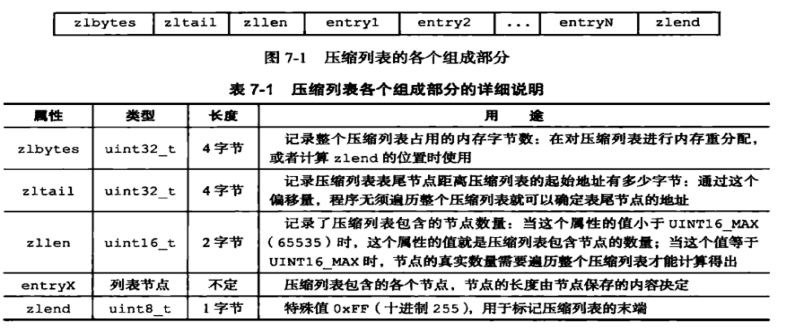 zlbytes zltail zllen entry1 entry2 ... entryN zlend
图 7-1 压缩列表的各个组成部分
表 7-1 压缩列表各个组成部分的详细说明
属性 类型 长度 用 途
zlbytes uint32_t 4 字节 记录整个压缩列表占用的内存字节数：在对压缩列表进行内存重分配，
或者计算 zlend 的位置时使用
zltail uint32_t 4 字节 记录压缩列表表尾节点距离压缩列表的起始地址有多少字节：通过这个
偏移量，程序无须遍历整个压缩列表就可以确定表尾节点的地址
zllen uint16_t 2 字节 记录了压缩列表包含的节点数量：当这个属性的值小于 UINT16_MAX
（65535）时，这个属性的值就是压缩列表包含节点的数量；当这个值等于
UINT16_MAX 时，节点的真实数量需要遍历整个压缩列表才能计算得出
entryX 列表节点 不定 压缩列表包含的各个节点，节点的长度由节点保存的内容决定
zlend uint8_t 1 字节 特殊值 0xFF（十进制 255），用于标记压缩列表的末端